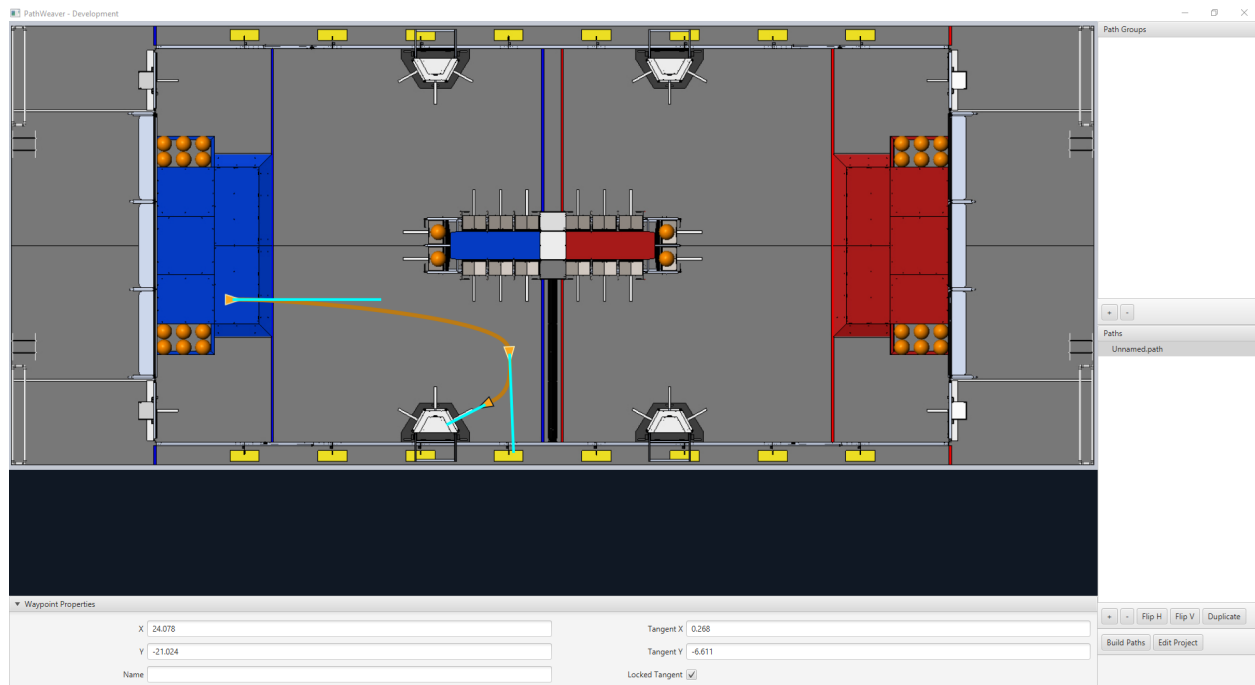 PathWeaver - Development
Path Groups
+ -
Paths
Unnamed.path
+ - Flip H Flip V Duplicate
Build Paths Edit Project
Waypoint Properties
X 24.078 Tangent X 0.268
Y -21.024 Tangent Y -6.611
Name Locked Tangent